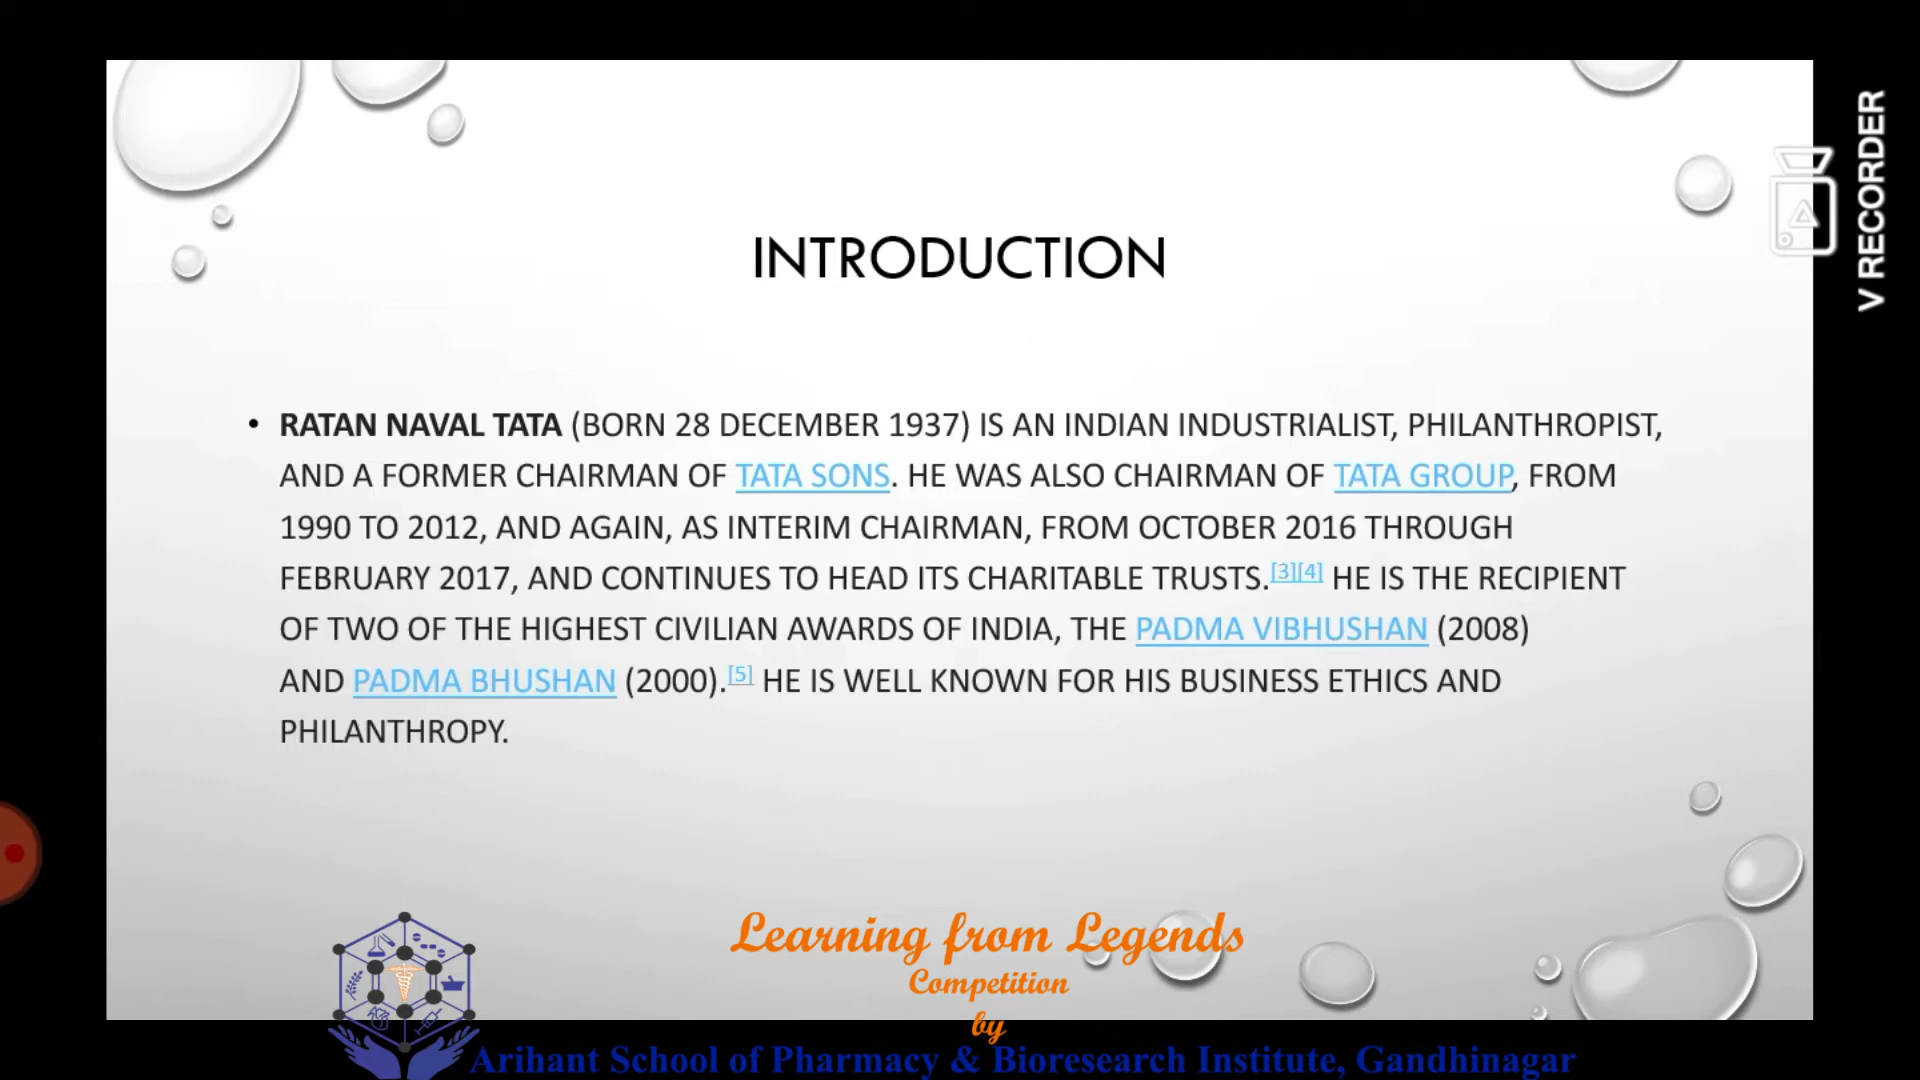 V RECORDER
INTRODUCTION
• RATAN NAVAL TATA (BORN 28 DECEMBER 1937) IS AN INDIAN INDUSTRIALIST, PHILANTHROPIST,
AND A FORMER CHAIRMAN OF TATA SONS. HE WAS ALSO CHAIRMAN OF TATA GROUP, FROM
1990 TO 2012, AND AGAIN, AS INTERIM CHAIRMAN, FROM OCTOBER 2016 THROUGH
FEBRUARY 2017, AND CONTINUES TO HEAD ITS CHARITABLE TRUSTS.[3][4] HE IS THE RECIPIENT
OF TWO OF THE HIGHEST CIVILIAN AWARDS OF INDIA, THE PADMA VIBHUSHAN (2008)
AND PADMA BHUSHAN (2000).[5] HE IS WELL KNOWN FOR HIS BUSINESS ETHICS AND
PHILANTHROPY.
Learning from Legends
Competition
by
Arihant School of Pharmacy & Bioresearch Institute, Gandhinagar